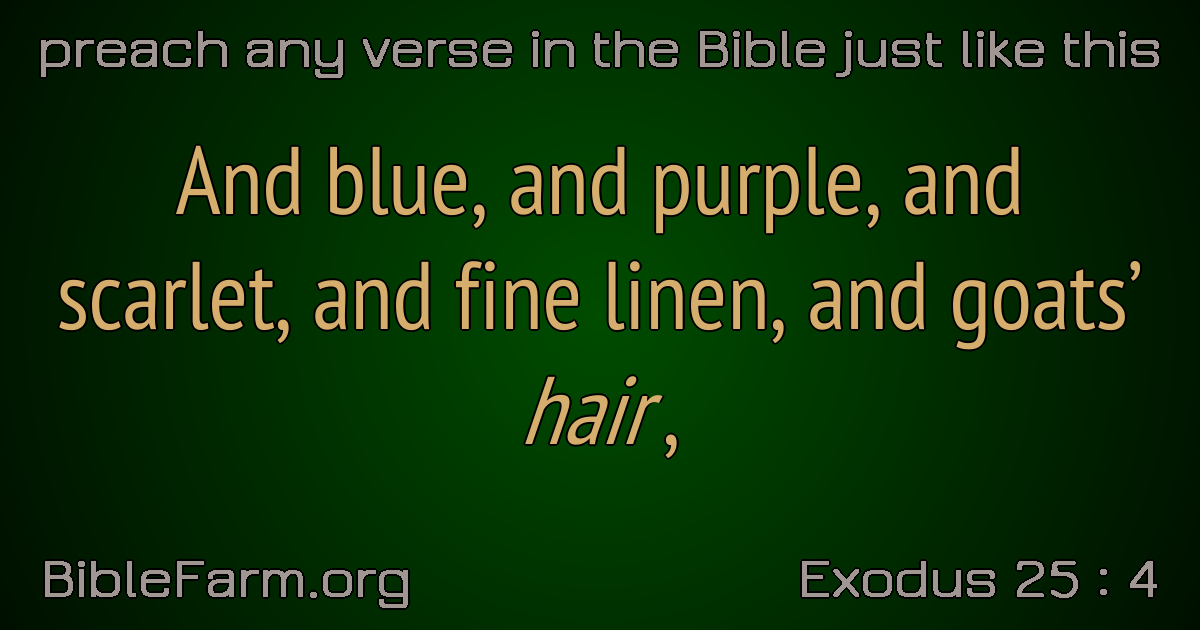 preach any verse in the Bible just like this
And blue, and purple, and
scarlet, and fine linen, and goats’
hair ,
BibleFarm.org
Exodus 25 : 4